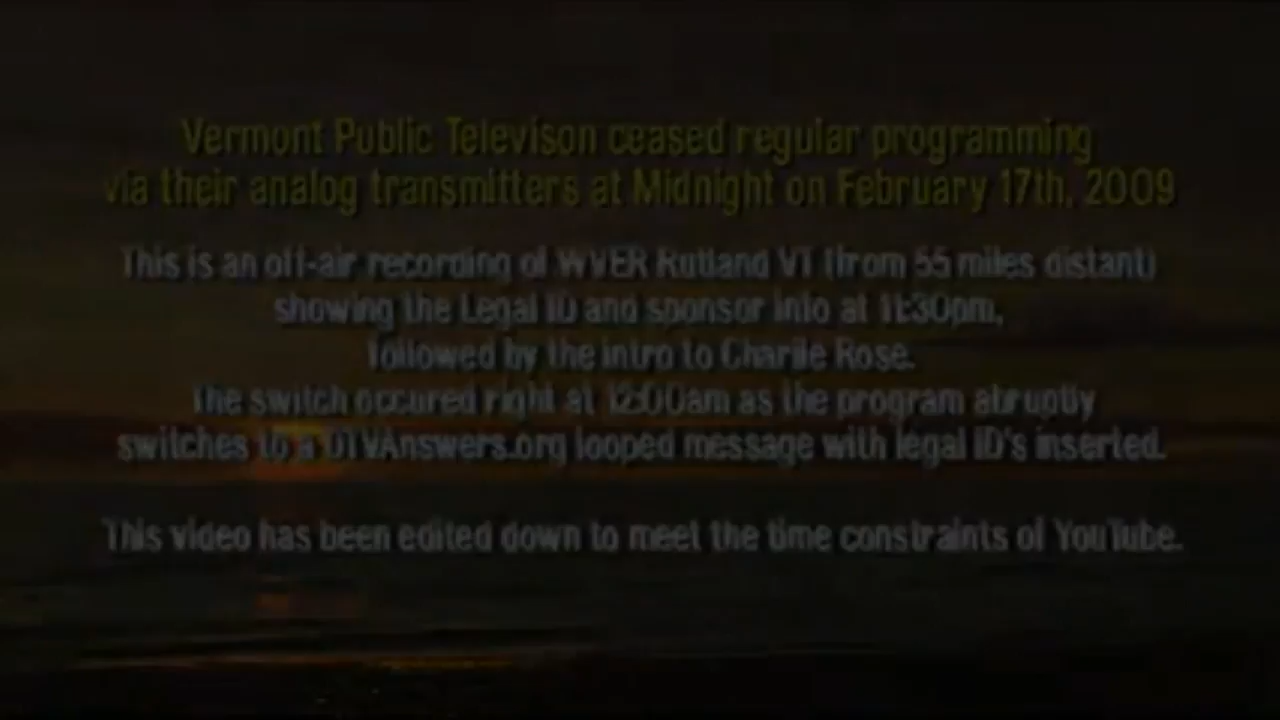 Vermont Public Televison ceased regular programming
via their analog transmitters at Midnight on February 17th, 2009
This is an off-air recording of WVER Rutland VT (from 55 miles distant)
showing the Legal ID and sponsor info at 11:30pm,
followed by the intro to Charlie Rose.
The switch occured right at 12:00am as the program abruptly
switches to a DTVAnswers.org looped message with legal ID's inserted.
This video has been edited down to meet the time constraints of YouTube.